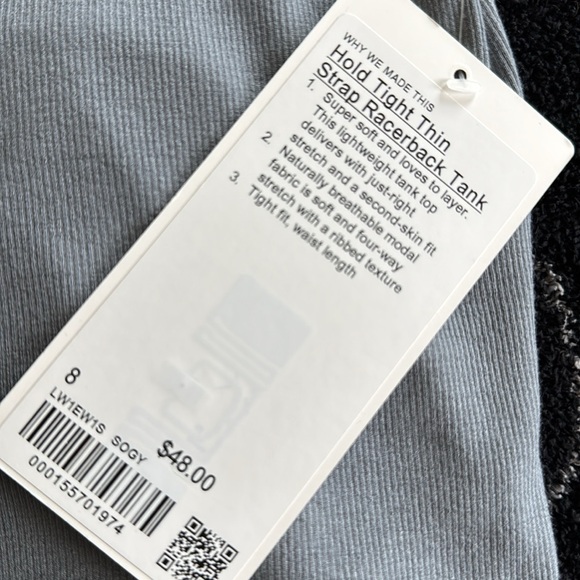 WHY WE MADE THIS
Hold Tight Thin
Strap Racerback Tank
1. Super soft and loves to layer.
This lightweight tank top
delivers with just-right
stretch and a second-skin fit
2. Naturally breathable modal
fabric is soft and four-way
stretch with a ribbed texture
3. Tight fit, waist length
8
LW1EW1S SOGY
$48.00
000155701974